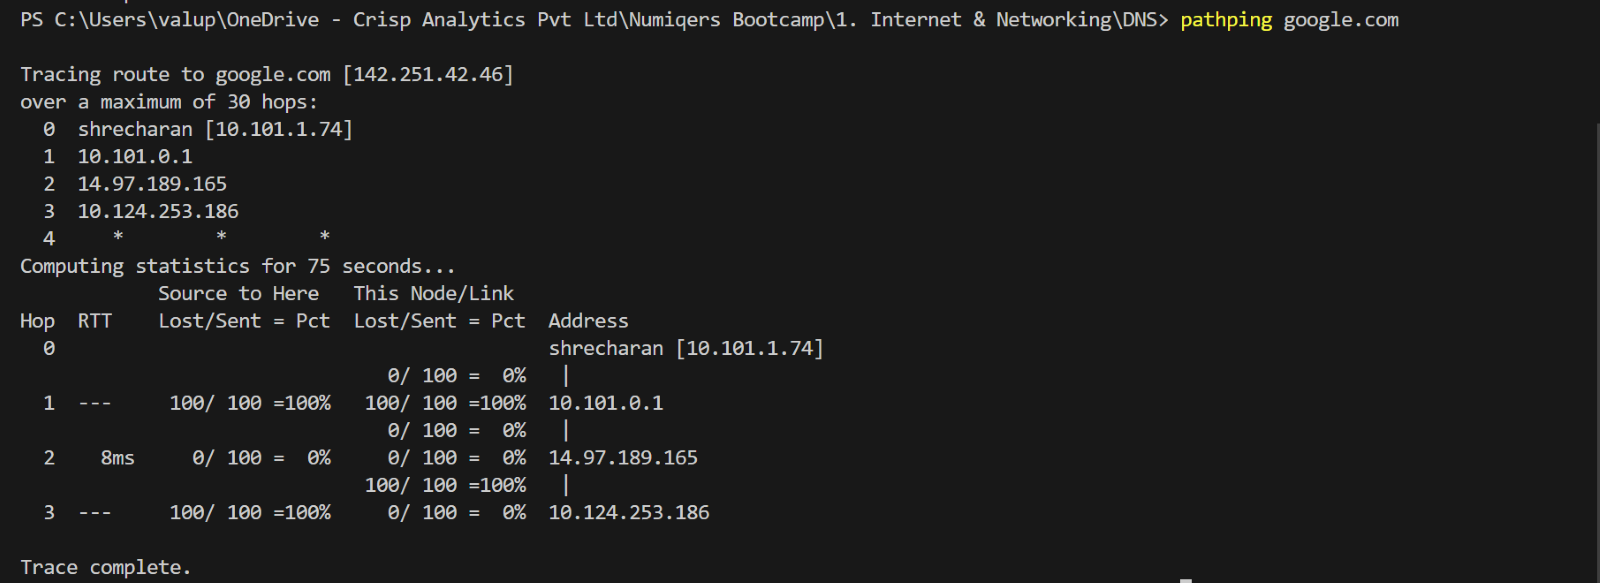 PS C:\Users\valup\OneDrive - Crisp Analytics Pvt Ltd\Numiqers Bootcamp\1. Internet & Networking\DNS> pathping google.com
Tracing route to google.com [142.251.42.46]
over a maximum of 30 hops:
  0  shrecharan [10.101.1.74]
  1  10.101.0.1
  2  14.97.189.165
  3  10.124.253.186
  4     *        *        *
Computing statistics for 75 seconds...
            Source to Here   This Node/Link
Hop  RTT    Lost/Sent = Pct  Lost/Sent = Pct  Address
  0                                           shrecharan [10.101.1.74]
                                0/ 100 =  0%   |
  1  ---     100/ 100 =100%   100/ 100 =100%  10.101.0.1
                                0/ 100 =  0%   |
  2    8ms     0/ 100 =  0%     0/ 100 =  0%  14.97.189.165
                              100/ 100 =100%   |
  3  ---     100/ 100 =100%     0/ 100 =  0%  10.124.253.186
Trace complete.